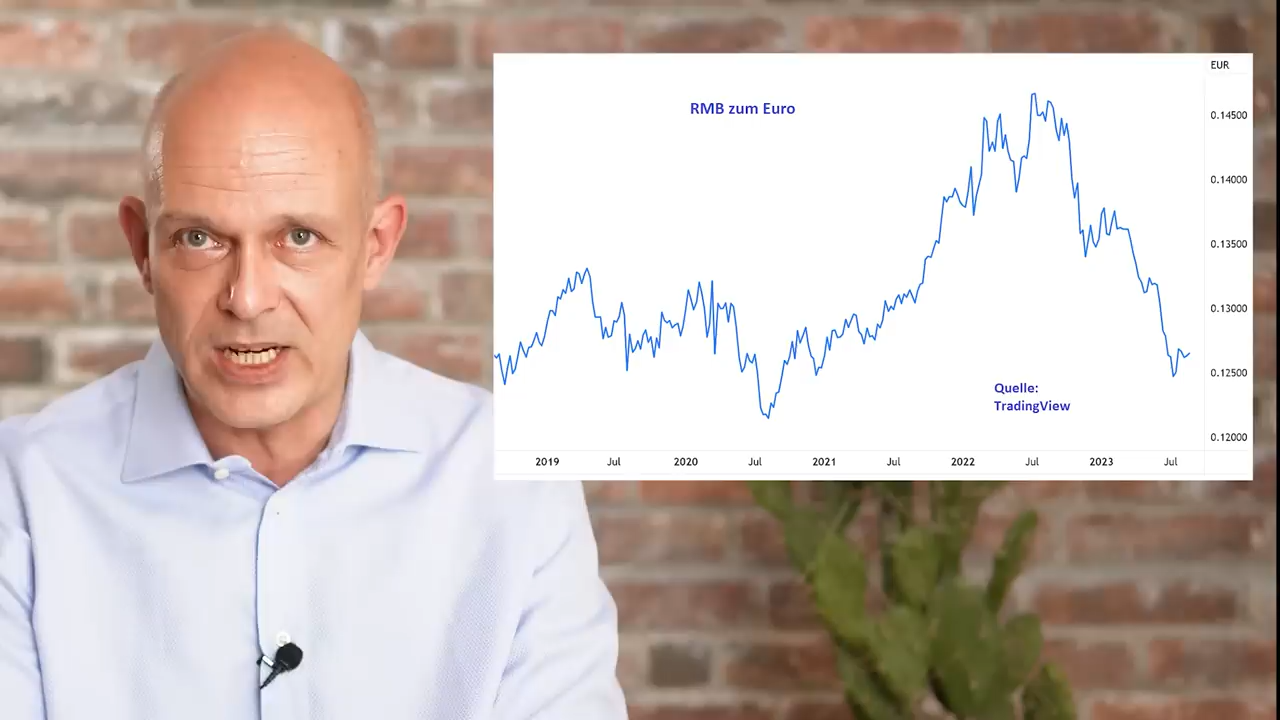 EUR
RMB zum Euro
0.14500
0.14000
0.13500
0.13000
0.12500
Quelle:
TradingView
0.12000
2019 Jul 2020 Jul 2021 Jul 2022 Jul 2023 Jul